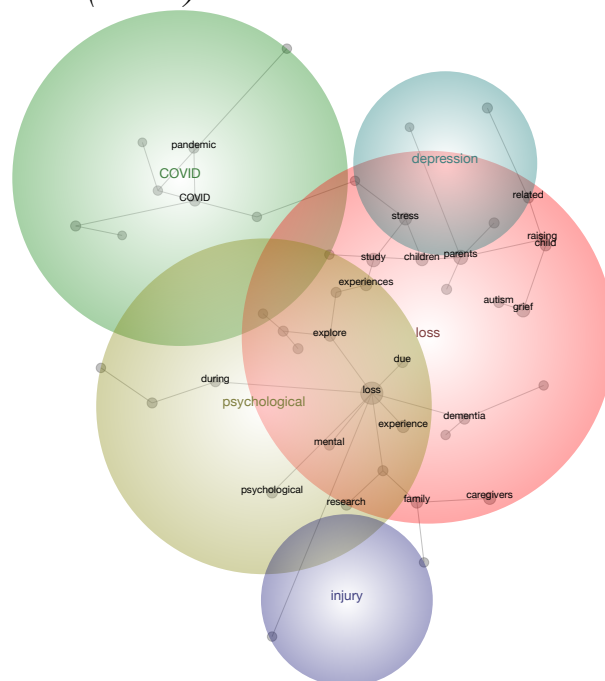 pandemic
COVID
COVID
depression
related
stress
raising
child
study
children
parents
experiences
autism
grief
explore
loss
due
during
loss
psychological
experience
dementia
mental
psychological
research
family
caregivers
injury